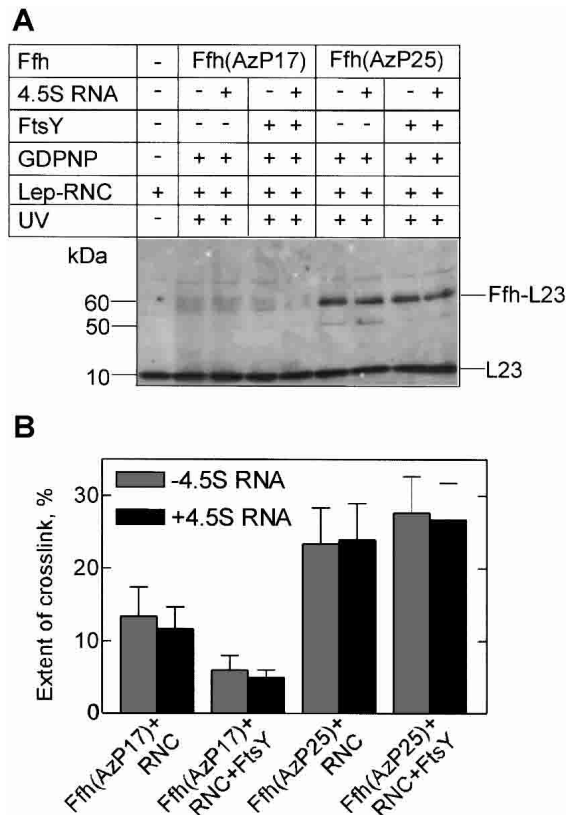 A
Ffh - Ffh(AzP17) Ffh(AzP25)
4.5S RNA - - + - + - + - +
FtsY - - - + + - - + +
GDPNP - + + + + + + + +
Lep-RNC + + + + + + + + +
UV - + + + + + + + +
kDa
60
50
10
Ffh-L23
L23
B
Extent of crosslink, %
30
20
10
0
-4.5S RNA
+4.5S RNA
Ffh(AzP17)+
RNC
Ffh(AzP17)+
RNC+FtsY
Ffh(AzP25)+
RNC
Ffh(AzP25)+
RNC+FtsY